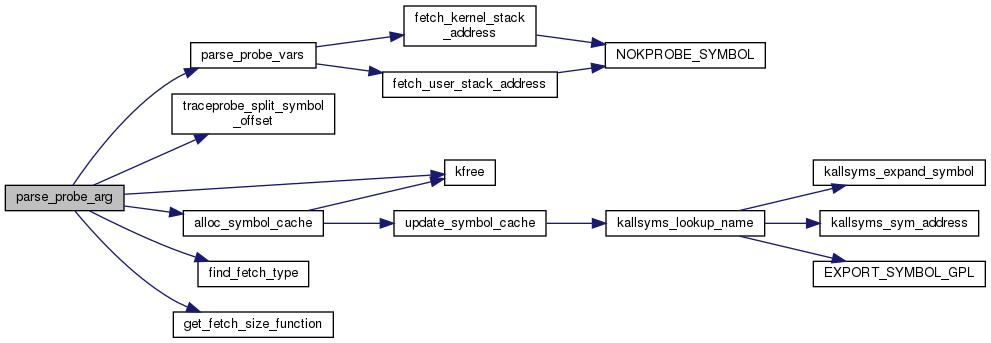 fetch_kernel_stack
_address
parse_probe_vars
NOKPROBE_SYMBOL
fetch_user_stack_address
traceprobe_split_symbol
_offset
kfree
kallsyms_expand_symbol
parse_probe_arg
alloc_symbol_cache
update_symbol_cache
kallsyms_lookup_name
kallsyms_sym_address
find_fetch_type
EXPORT_SYMBOL_GPL
get_fetch_size_function